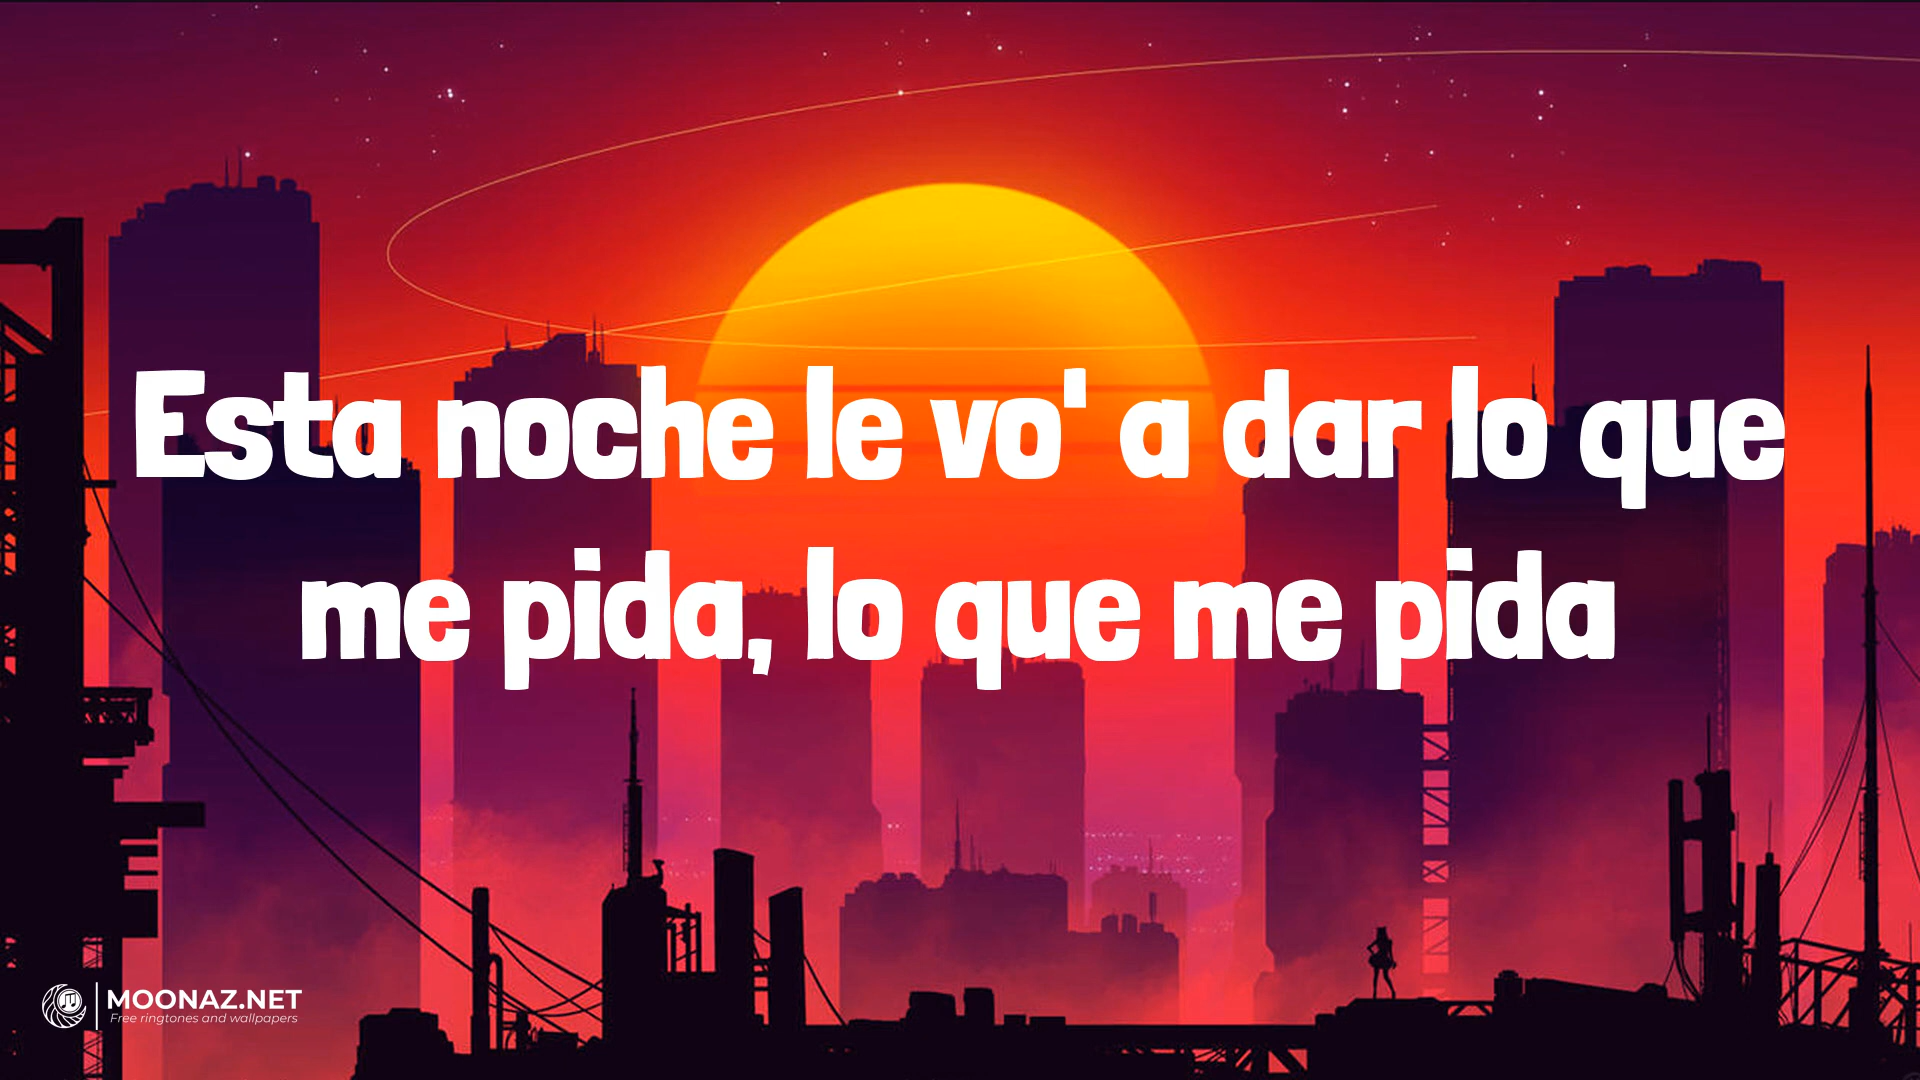 Esta noche le vo' a dar lo que
me pida, lo que me pida
MOONAZ.NET
Free ringtones and wallpapers